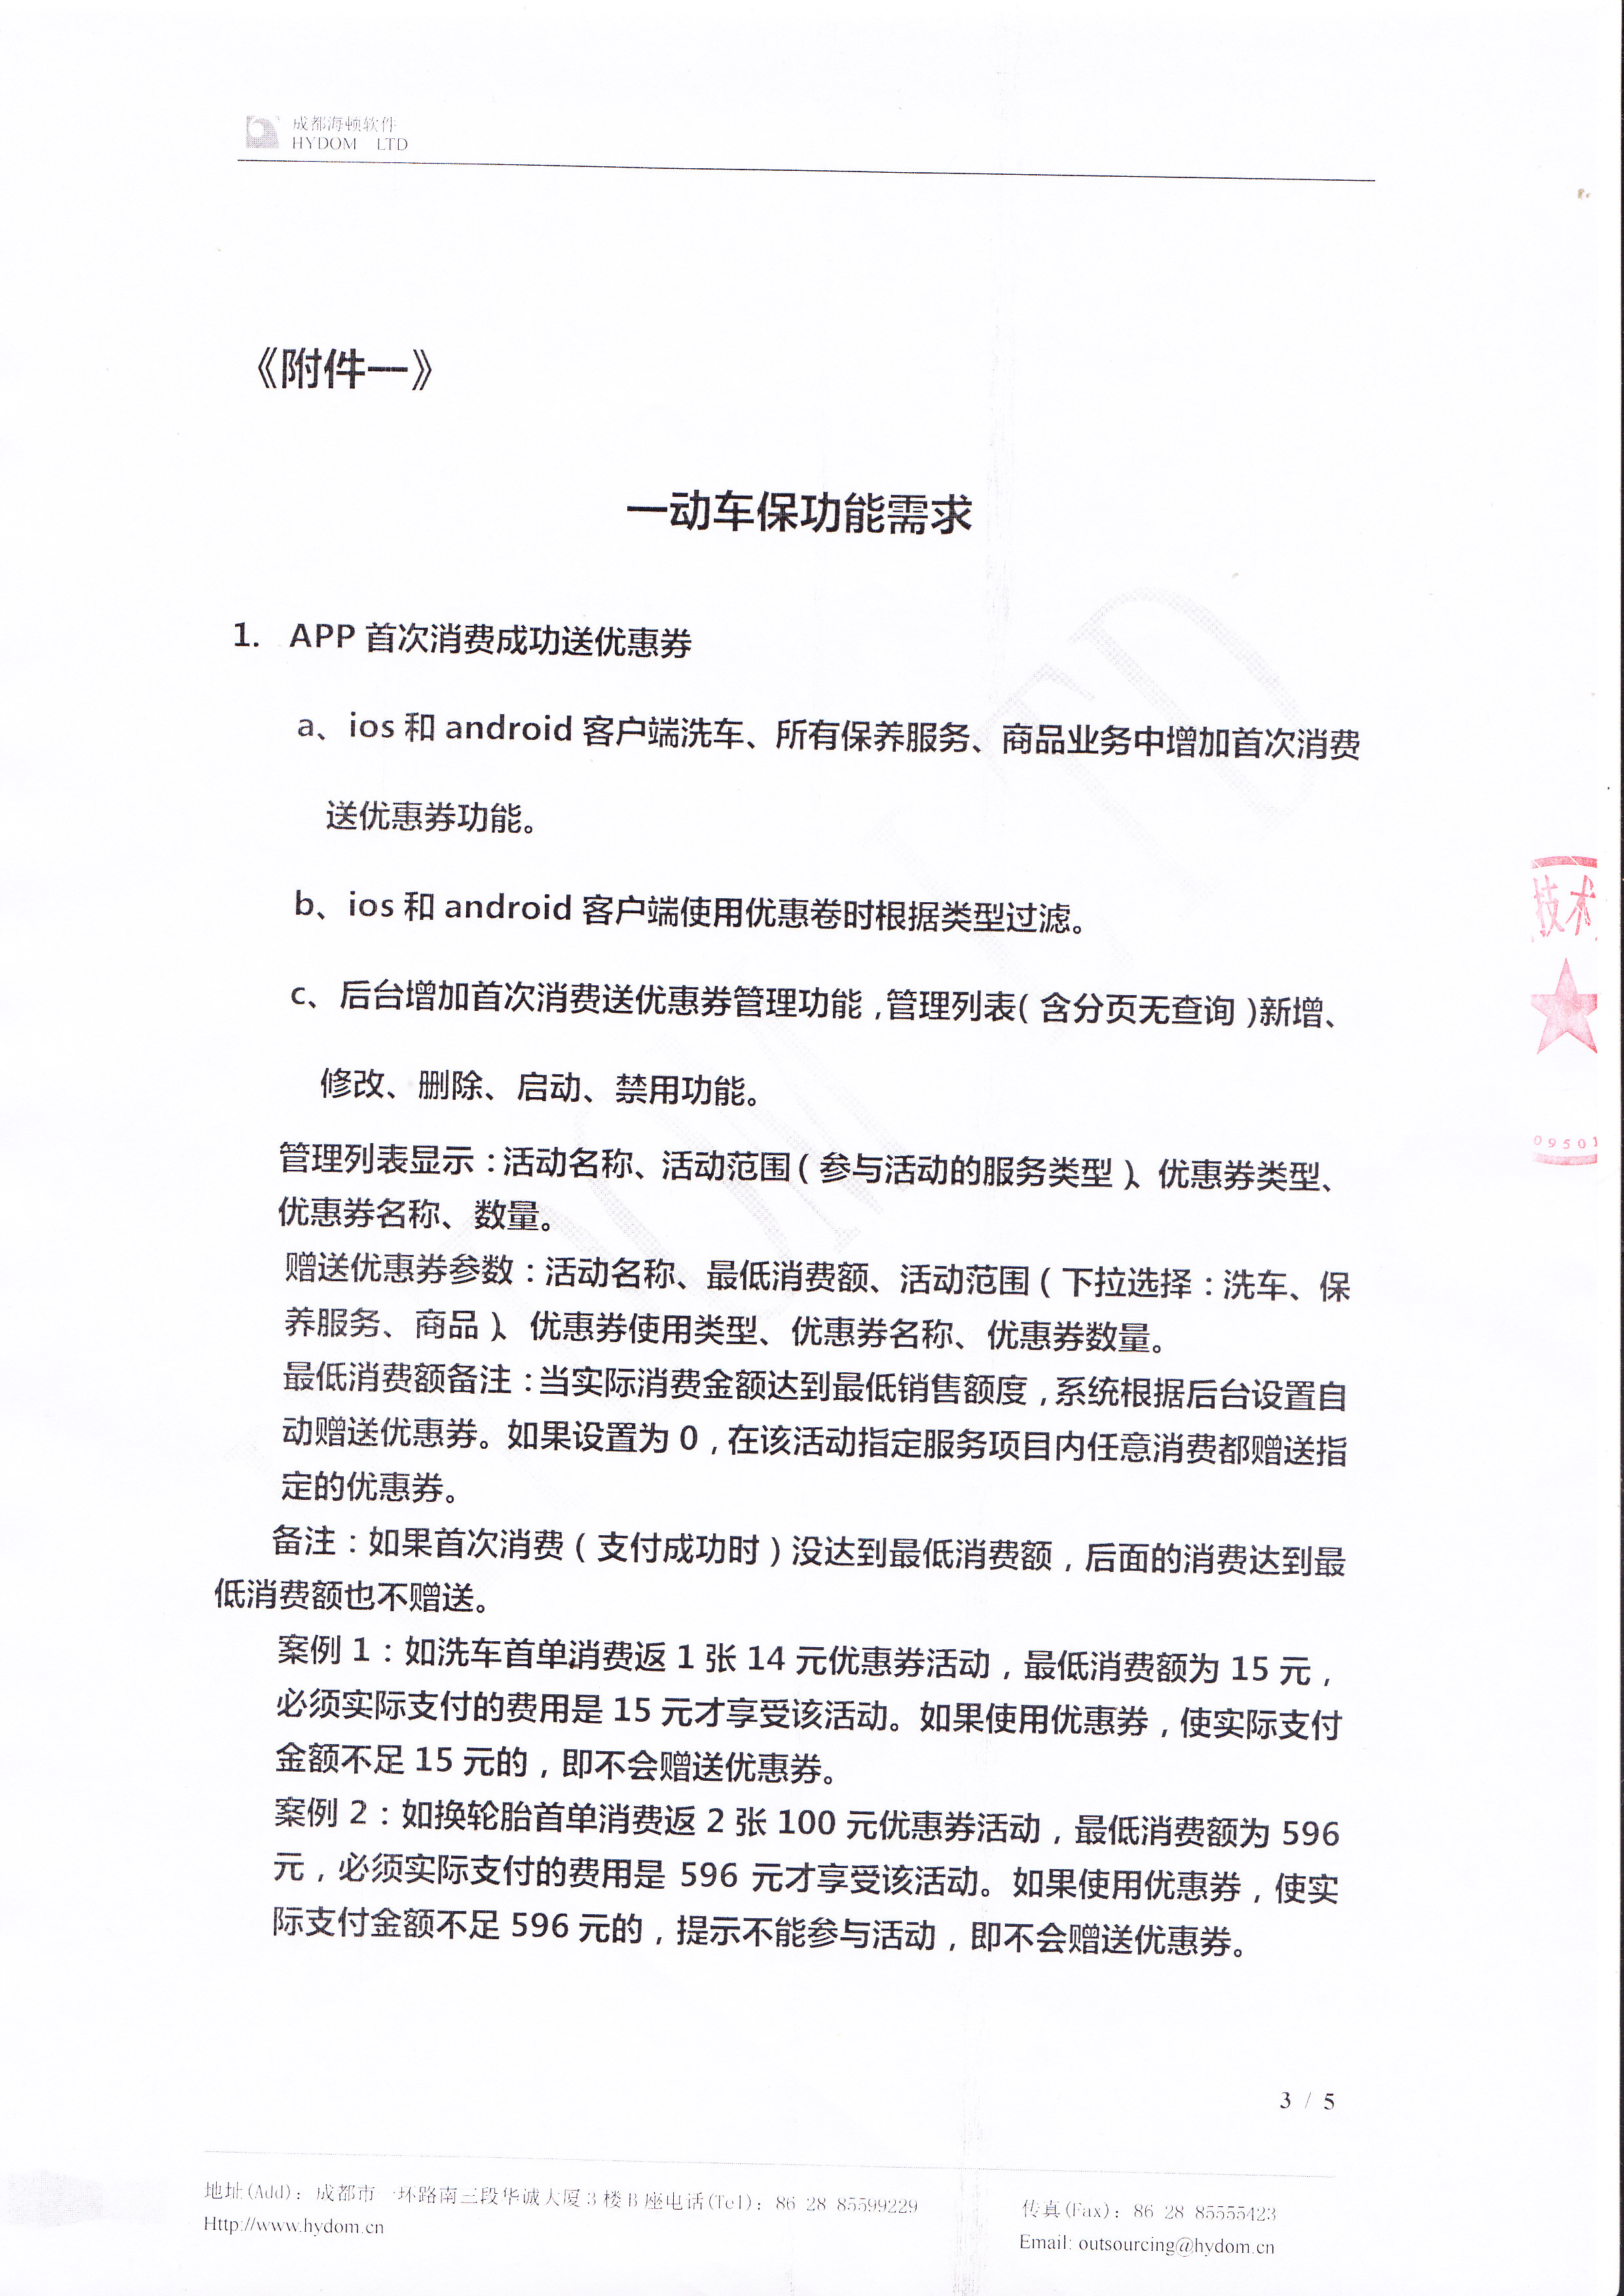 成都海顿软件
HYDOM LTD
《附件一》
一动车保功能需求
1. APP 首次消费成功送优惠券
a、ios 和 android 客户端洗车、所有保养服务、商品业务中增加首次消费
送优惠券功能。
b、ios 和 android 客户端使用优惠卷时根据类型过滤。
c、后台增加首次消费送优惠券管理功能,管理列表(含分页无查询)新增、
修改、删除、启动、禁用功能。
管理列表显示:活动名称、活动范围(参与活动的服务类型)、优惠券类型、
优惠券名称、数量。
赠送优惠券参数:活动名称、最低消费额、活动范围(下拉选择:洗车、保
养服务、商品)、优惠券使用类型、优惠券名称、优惠券数量。
最低消费额备注:当实际消费金额达到最低销售额度,系统根据后台设置自
动赠送优惠券。如果设置为 0,在该活动指定服务项目内任意消费都赠送指
定的优惠券。
备注:如果首次消费(支付成功时)没达到最低消费额,后面的消费达到最
低消费额也不赠送。
案例 1:如洗车首单消费返 1 张 14 元优惠券活动,最低消费额为 15 元,
必须实际支付的费用是 15 元才享受该活动。如果使用优惠券,使实际支付
金额不足 15 元的,即不会赠送优惠券。
案例 2:如换轮胎首单消费返 2 张 100 元优惠券活动,最低消费额为 596
元,必须实际支付的费用是 596 元才享受该活动。如果使用优惠券,使实
际支付金额不足 596 元的,提示不能参与活动,即不会赠送优惠券。
技术
09501
3 / 5
地址(Add): 成都市一环路南三段华诚大厦 3 楼 B 座电话(Tel): 86 28 85599229
传真(Fax): 86 28 85555423
Http://www.hydom.cn
Email: outsourcing@hydom.cn